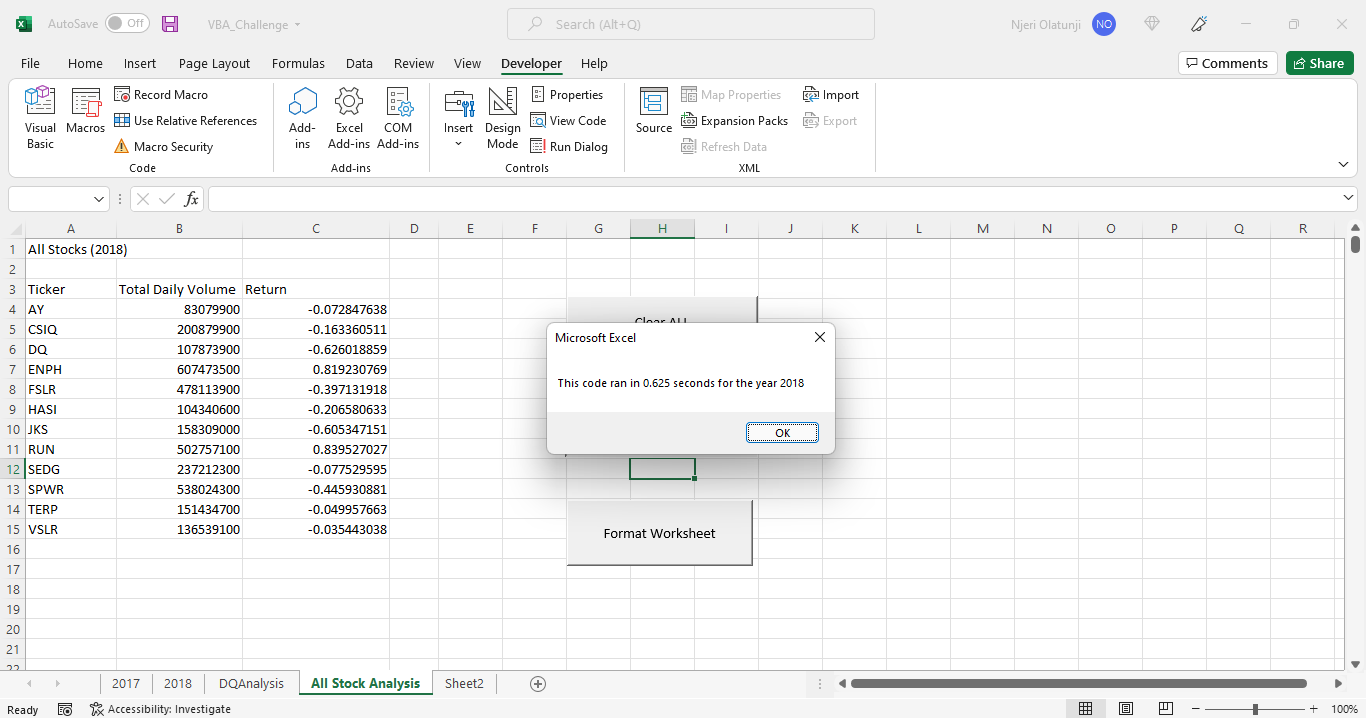 AutoSave Off VBA_Challenge Search (Alt+Q) Njeri Olatunji NO
File Home Insert Page Layout Formulas Data Review View Developer Help Comments Share
Visual Basic
Macros
Record Macro
Use Relative References
Macro Security
Code
Add-ins
Excel Add-ins
COM Add-ins
Add-ins
Insert
Design Mode
Properties
View Code
Run Dialog
Controls
Source
Map Properties
Expansion Packs
Refresh Data
Import
Export
XML
fx
A B C D E F G H I J K L M N O P Q R
1 All Stocks (2018)
2
3 Ticker Total Daily Volume Return
4 AY 83079900 -0.072847638
5 CSIQ 200879900 -0.163360511
6 DQ 107873900 -0.626018859
7 ENPH 607473500 0.819230769
8 FSLR 478113900 -0.397131918
9 HASI 104340600 -0.206580633
10 JKS 158309000 -0.605347151
11 RUN 502757100 0.839527027
12 SEDG 237212300 -0.077529595
13 SPWR 538024300 -0.445930881
14 TERP 151434700 -0.049957663
15 VSLR 136539100 -0.035443038
16
17
18
19
20
21
22
Clear ALL
Microsoft Excel
This code ran in 0.625 seconds for the year 2018
OK
Format Worksheet
2017 2018 DQAnalysis All Stock Analysis Sheet2
Ready Accessibility: Investigate 100%